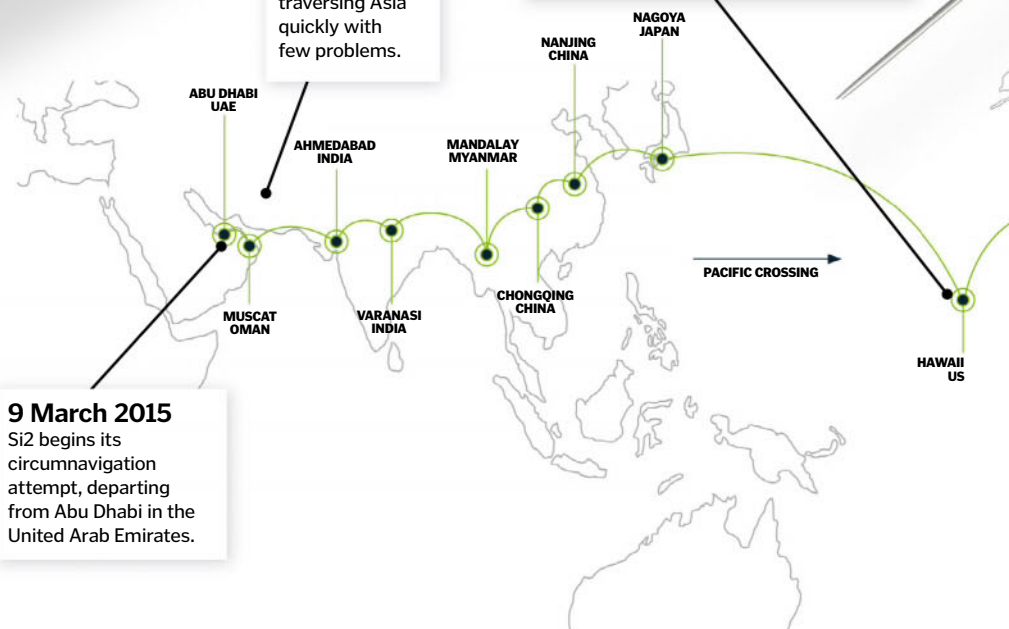 traversing Asia
quickly with
few problems.
NAGOYA
JAPAN
NANJING
CHINA
ABU DHABI
UAE
AHMEDABAD
INDIA
MANDALAY
MYANMAR
PACIFIC CROSSING
CHONGQING
CHINA
MUSCAT
OMAN
VARANASI
INDIA
HAWAII
US
9 March 2015
Si2 begins its
circumnavigation
attempt, departing
from Abu Dhabi in the
United Arab Emirates.